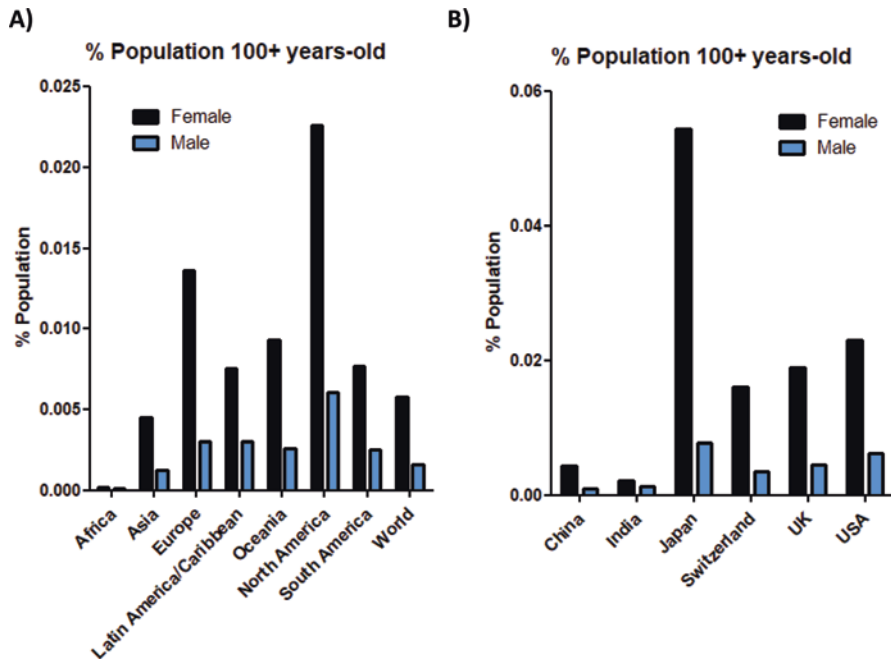 A)
% Population 100+ years-old
Female
Male
% Population
0.025
0.020
0.015
0.010
0.005
0.000
Africa
Asia
Europe
Latin America/Caribbean
Oceania
North America
South America
World
B)
% Population 100+ years-old
Female
Male
% Population
0.06
0.04
0.02
0.00
China
India
Japan
Switzerland
UK
USA